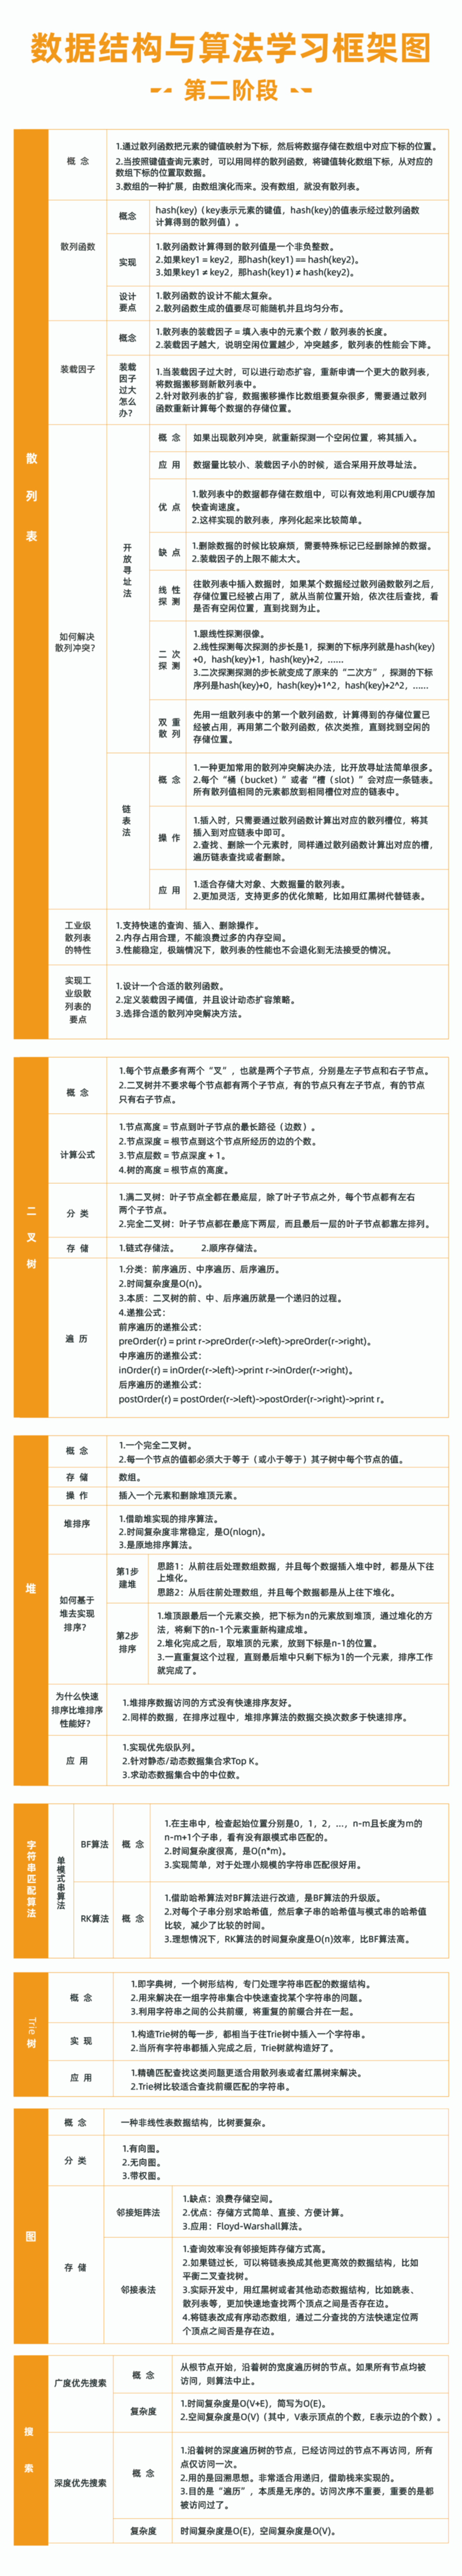 数据结构与算法学习框架图
第二阶段
散列表
概 念
1.通过散列函数把元素的键值映射为下标，然后将数据存储在数组中对应下标的位置。
2.当按照键值查询元素时，可以用同样的散列函数，将键值转化数组下标，从对应的
数组下标的位置取数据。
3.数组的一种扩展，由数组演化而来。没有数组，就没有散列表。
散列函数
概念
hash(key)（key表示元素的键值，hash(key)的值表示经过散列函数
计算得到的散列值）。
实现
1.散列函数计算得到的散列值是一个非负整数。
2.如果key1 = key2，那hash(key1) == hash(key2)。
3.如果key1 ≠ key2，那hash(key1) ≠ hash(key2)。
设计
要点
1.散列函数的设计不能太复杂。
2.散列函数生成的值要尽可能随机并且均匀分布。
装载因子
概念
1.散列表的装载因子 = 填入表中的元素个数 / 散列表的长度。
2.装载因子越大，说明空闲位置越少，冲突越多，散列表的性能会下降。
装载
因子
过大
怎么
办？
1.当装载因子过大时，可以进行动态扩容，重新申请一个更大的散列表，
将数据搬移到新散列表中。
2.针对散列表的扩容，数据搬移操作比数组要复杂很多，需要通过散列
函数重新计算每个数据的存储位置。
如何解决
散列冲突？
开放寻址法
概 念
如果出现散列冲突，就重新探测一个空闲位置，将其插入。
应 用
数据量比较小、装载因子小的时候，适合采用开放寻址法。
优 点
1.散列表中的数据都存储在数组中，可以有效地利用CPU缓存加
快查询速度。
2.这样实现的散列表，序列化起来比较简单。
缺 点
1.删除数据的时候比较麻烦，需要特殊标记已经删除掉的数据。
2.装载因子的上限不能太大。
线 性
探 测
往散列表中插入数据时，如果某个数据经过散列函数散列之后，
存储位置已经被占用了，就从当前位置开始，依次往后查找，看
是否有空闲位置，直到找到为止。
二 次
探 测
1.跟线性探测很像。
2.线性探测每次探测的步长是1，探测的下标序列就是hash(key)
+0，hash(key)+1，hash(key)+2，……
3.二次探测探测的步长就变成了原来的“二次方”，探测的下标
序列是hash(key)+0，hash(key)+1^2，hash(key)+2^2，……
双 重
散 列
先用一组散列表中的第一个散列函数，计算得到的存储位置已
经被占用，再用第二个散列函数，依次类推，直到找到空闲的
存储位置。
链表法
概 念
1.一种更加常用的散列冲突解决办法，比开放寻址法简单很多。
2.每个“桶（bucket）”或者“槽（slot）”会对应一条链表。
所有散列值相同的元素都放到相同槽位对应的链表中。
操 作
1.插入时，只需要通过散列函数计算出对应的散列槽位，将其
插入到对应链表中即可。
2.查找、删除一个元素时，同样通过散列函数计算出对应的槽，
遍历链表查找或者删除。
应 用
1.适合存储大对象、大数据量的散列表。
2.更加灵活，支持更多的优化策略，比如用红黑树代替链表。
工业级
散列表
的特性
1.支持快速的查询、插入、删除操作。
2.内存占用合理，不能浪费过多的内存空间。
3.性能稳定，极端情况下，散列表的性能也不会退化到无法接受的情况。
实现工
业级散
列表的
要点
1.设计一个合适的散列函数。
2.定义装载因子阈值，并且设计动态扩容策略。
3.选择合适的散列冲突解决方法。
二叉树
概 念
1.每个节点最多有两个“叉”，也就是两个子节点，分别是左子节点和右子节点。
2.二叉树并不要求每个节点都有两个子节点，有的节点只有左子节点，有的节点
只有右子节点。
计算公式
1.节点高度 = 节点到叶子节点的最长路径（边数）。
2.节点深度 = 根节点到这个节点所经历的边的个数。
3.节点层数 = 节点深度 + 1。
4.树的高度 = 根节点的高度。
分 类
1.满二叉树：叶子节点全都在最底层，除了叶子节点之外，每个节点都有左右
两个子节点。
2.完全二叉树：叶子节点都在最底下两层，而且最后一层的叶子节点都靠左排列。
存 储
1.链式存储法。 2.顺序存储法。
遍 历
1.分类：前序遍历、中序遍历、后序遍历。
2.时间复杂度是O(n)。
3.本质：二叉树的前、中、后序遍历就是一个递归的过程。
4.递推公式：
前序遍历的递推公式：
preOrder(r) = print r->preOrder(r->left)->preOrder(r->right)。
中序遍历的递推公式：
inOrder(r) = inOrder(r->left)->print r->inOrder(r->right)。
后序遍历的递推公式：
postOrder(r) = postOrder(r->left)->postOrder(r->right)->print r。
堆
概 念
1.一个完全二叉树。
2.每一个节点的值都必须大于等于（或小于等于）其子树中每个节点的值。
存 储
数组。
操 作
插入一个元素和删除堆顶元素。
堆排序
1.借助堆实现的排序算法。
2.时间复杂度非常稳定，是O(nlogn)。
3.是原地排序算法。
如何基于
堆去实现
排序？
第1步
建堆
思路1：从前往后处理数组数据，并且每个数据插入堆中时，都是从下往
上堆化。
思路2：从后往前处理数组，并且每个数据都是从上往下堆化。
第2步
排序
1.堆顶跟最后一个元素交换，把下标为n的元素放到堆顶，通过堆化的方
法，将剩下的n-1个元素重新构建成堆。
2.堆化完成之后，取堆顶的元素，放到下标是n-1的位置。
3.一直重复这个过程，直到最后堆中只剩下标为1的一个元素，排序工作
就完成了。
为什么快速
排序比堆排序
性能好？
1.堆排序数据访问的方式没有快速排序友好。
2.同样的数据，在排序过程中，堆排序算法的数据交换次数多于快速排序。
应 用
1.实现优先级队列。
2.针对静态/动态数据集合求Top K。
3.求动态数据集合中的中位数。
字符串匹配算法
单模式串算法
BF算法
概 念
1.在主串中，检查起始位置分别是0，1，2，…，n-m且长度为m的
n-m+1个子串，看有没有跟模式串匹配的。
2.时间复杂度很高，是O(n*m)。
3.实现简单，对于处理小规模的字符串匹配很好用。
RK算法
概 念
1.借助哈希算法对BF算法进行改造，是BF算法的升级版。
2.对每个子串分别求哈希值，然后拿子串的哈希值与模式串的哈希值
比较，减少了比较的时间。
3.理想情况下，RK算法的时间复杂度是O(n)效率，比BF算法高。
Trie树
概 念
1.即字典树，一个树形结构，专门处理字符串匹配的数据结构。
2.用来解决在一组字符串集合中快速查找某个字符串的问题。
3.利用字符串之间的公共前缀，将重复的前缀合并在一起。
实 现
1.构造Trie树的每一步，都相当于往Trie树中插入一个字符串。
2.当所有字符串都插入完成之后，Trie树就构造好了。
应 用
1.精确匹配查找这类问题更适合用散列表或者红黑树来解决。
2.Trie树比较适合查找前缀匹配的字符串。
图
概 念
一种非线性表数据结构，比树要复杂。
分 类
1.有向图。
2.无向图。
3.带权图。
存 储
邻接矩阵法
1.缺点：浪费存储空间。
2.优点：存储方式简单、直接、方便计算。
3.应用：Floyd-Warshall算法。
邻接表法
1.查询效率没有邻接矩阵存储方式高。
2.如果链过长，可以将链表换成其他更高效的数据结构，比如
平衡二叉查找树。
3.实际开发中，用红黑树或者其他动态数据结构，比如跳表、
散列表等，更加快速地查找两个顶点之间是否存在边。
4.将链表改成有序动态数组，通过二分查找的方法快速定位两
个顶点之间否是存在边。
搜索
广度优先搜索
概 念
从根节点开始，沿着树的宽度遍历树的节点。如果所有节点均被
访问，则算法中止。
复杂度
1.时间复杂度是O(V+E)，简写为O(E)。
2.空间复杂度是O(V)（其中，V表示顶点的个数，E表示边的个数）。
深度优先搜索
概 念
1.沿着树的深度遍历树的节点，已经访问过的节点不再访问，所有
点仅访问一次。
2.用的是回溯思想。非常适合用递归，借助栈来实现的。
3.目的是“遍历”，本质是无序的。访问次序不重要，重要的是都
被访问过了。
复杂度
时间复杂度是O(E)，空间复杂度是O(V)。